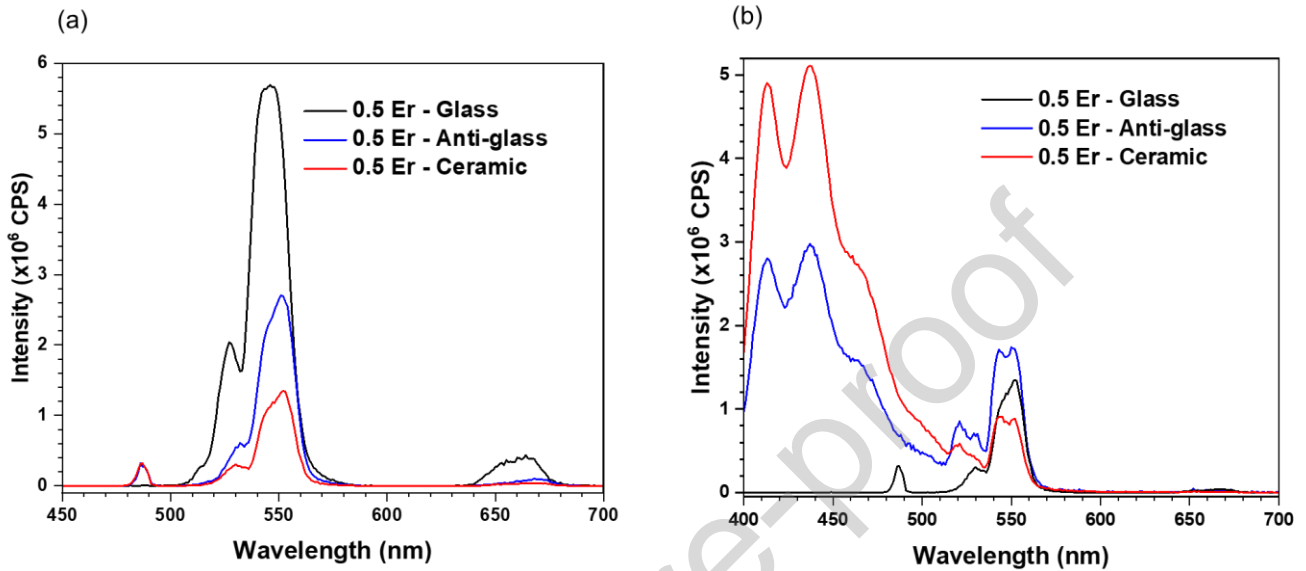 (a)
6
5
4
3
2
1
0
450 500 550 600 650 700
Intensity (x10⁶ CPS)
Wavelength (nm)
0.5 Er - Glass
0.5 Er - Anti-glass
0.5 Er - Ceramic
(b)
5
4
3
2
1
0
400 450 500 550 600 650 700
Intensity (x10⁶ CPS)
Wavelength (nm)
0.5 Er - Glass
0.5 Er - Anti-glass
0.5 Er - Ceramic
re-proof